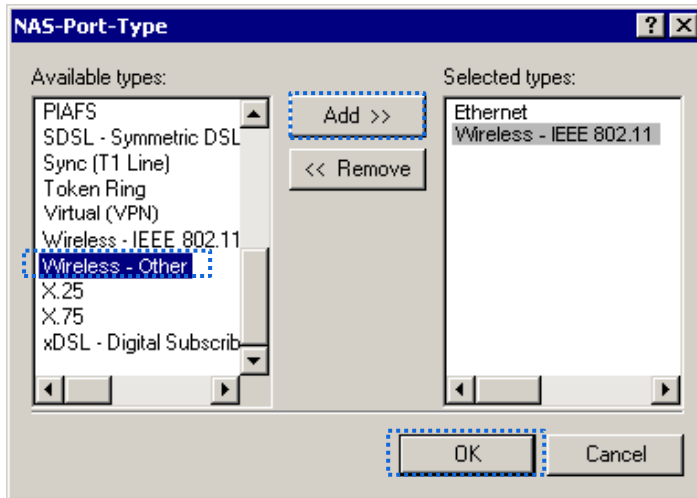 NAS-Port-Type
Available types:
PIAFS
SDSL - Symmetric DSL
Sync (T1 Line)
Token Ring
Virtual (VPN)
Wireless - IEEE 802.11
Wireless - Other
X.25
X.75
xDSL - Digital Subscrib
Add >>
<< Remove
Selected types:
Ethernet
Wireless - IEEE 802.11
OK
Cancel